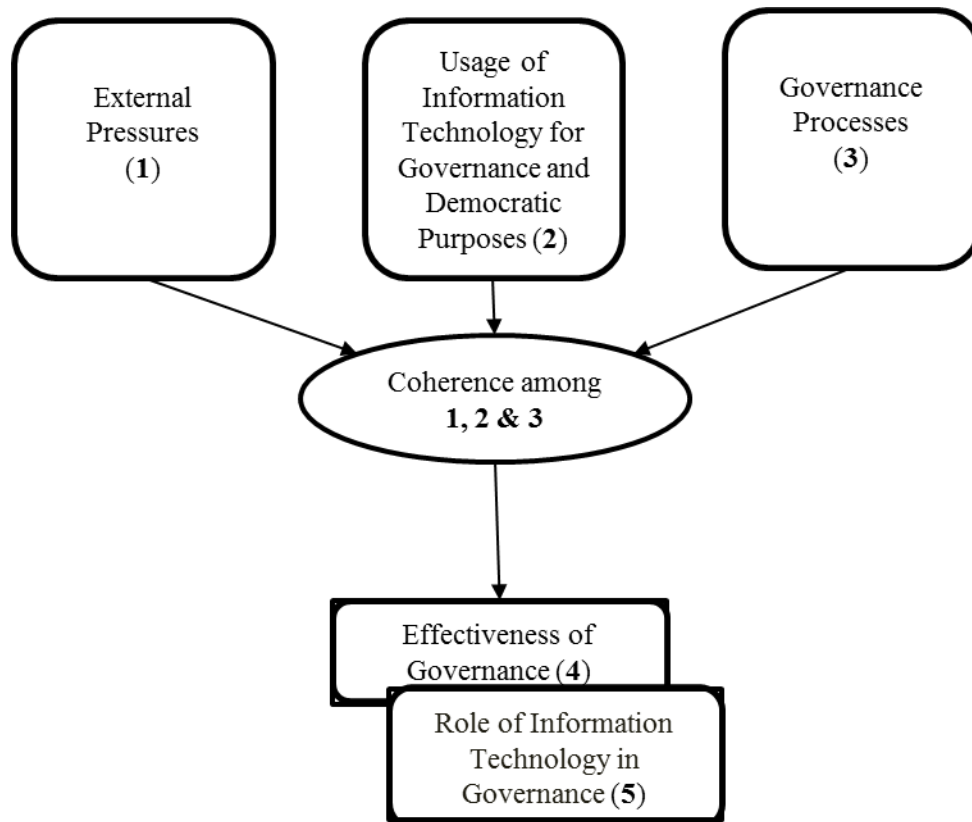 External
Pressures
(1)
Usage of
Information
Technology for
Governance and
Democratic
Purposes (2)
Governance
Processes
(3)
Coherence among
1, 2 & 3
Effectiveness of
Governance (4)
Role of Information
Technology in
Governance (5)